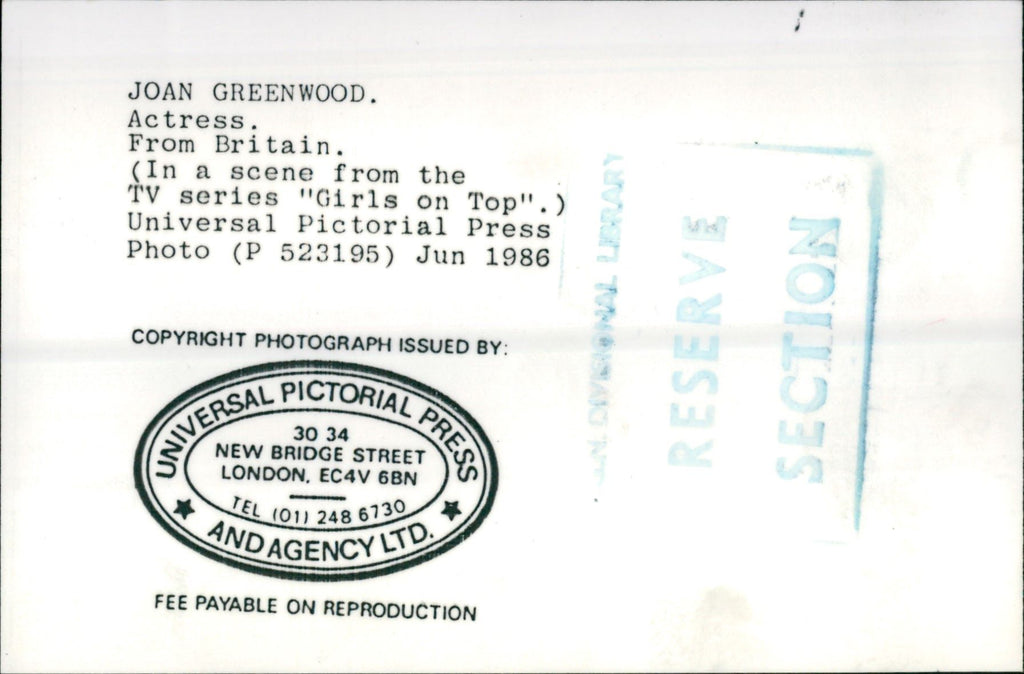 JOAN GREENWOOD.
Actress.
From Britain.
(In a scene from the
TV series "Girls on Top".)
Universal Pictorial Press
Photo (P 523195) Jun 1986
COPYRIGHT PHOTOGRAPH ISSUED BY:
UNIVERSAL PICTORIAL PRESS
30 34
NEW BRIDGE STREET
LONDON, EC4V 6BN
TEL (01) 248 6730
AND AGENCY LTD.
FEE PAYABLE ON REPRODUCTION
DIVISIONAL LIBRARY
RESERVE
SECTION